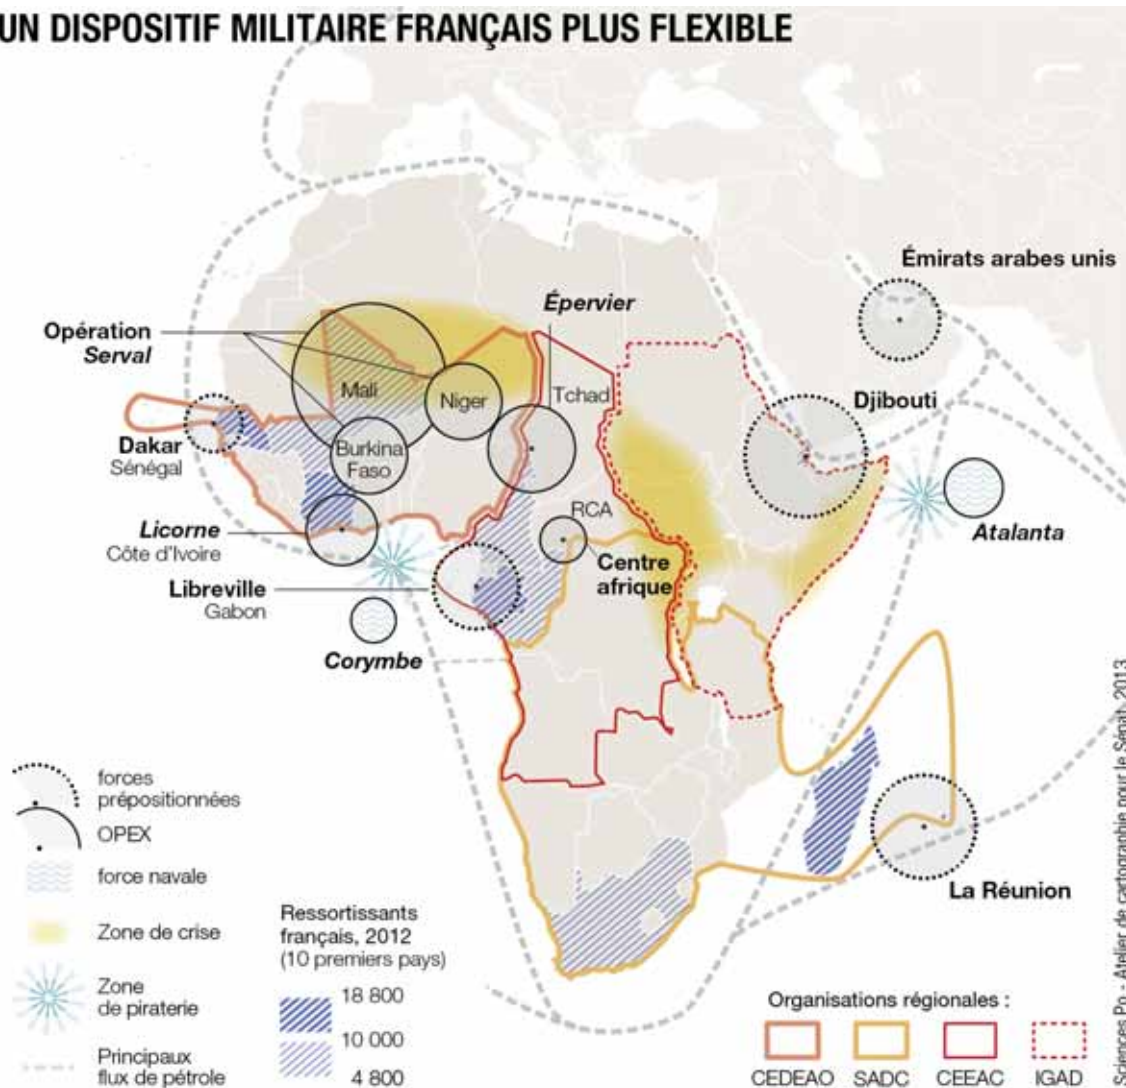 UN DISPOSITIF MILITAIRE FRANÇAIS PLUS FLEXIBLE
Émirats arabes unis
Épervier
Opération
Serval
Mali
Niger
Tchad
Djibouti
Dakar
Sénégal
Burkina
Faso
RCA
Licorne
Côte d'Ivoire
Atalanta
Centre
afrique
Libreville
Gabon
Corymbe
La Réunion
forces
prépositionnées
OPEX
force navale
Zone de crise
Zone
de piraterie
Principaux
flux de pétrole
Ressortissants
français, 2012
(10 premiers pays)
18 800
10 000
4 800
Organisations régionales :
CEDEAO
SADC
CEEAC
IGAD
Sciences Po - Atelier de cartographie pour le Sénat, 2013